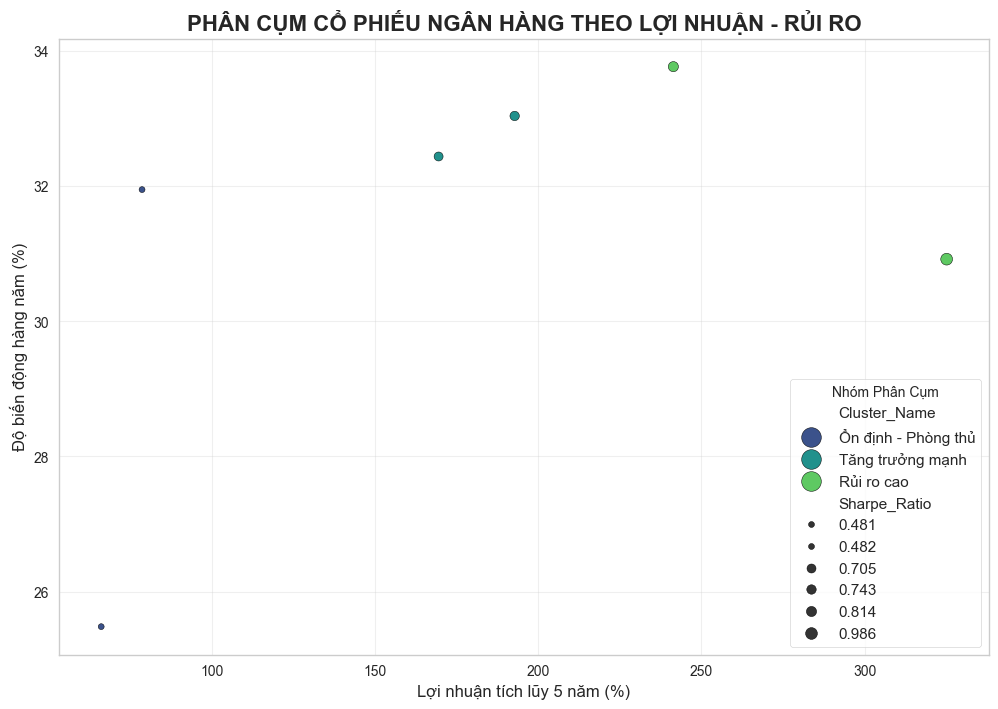 PHÂN CỤM CỔ PHIẾU NGÂN HÀNG THEO LỢI NHUẬN - RỦI RO
Độ biến động hàng năm (%)
34
32
30
28
26
100
150
200
250
300
Lợi nhuận tích lũy 5 năm (%)
Nhóm Phân Cụm
Cluster_Name
Ổn định - Phòng thủ
Tăng trưởng mạnh
Rủi ro cao
Sharpe_Ratio
0.481
0.482
0.705
0.743
0.814
0.986